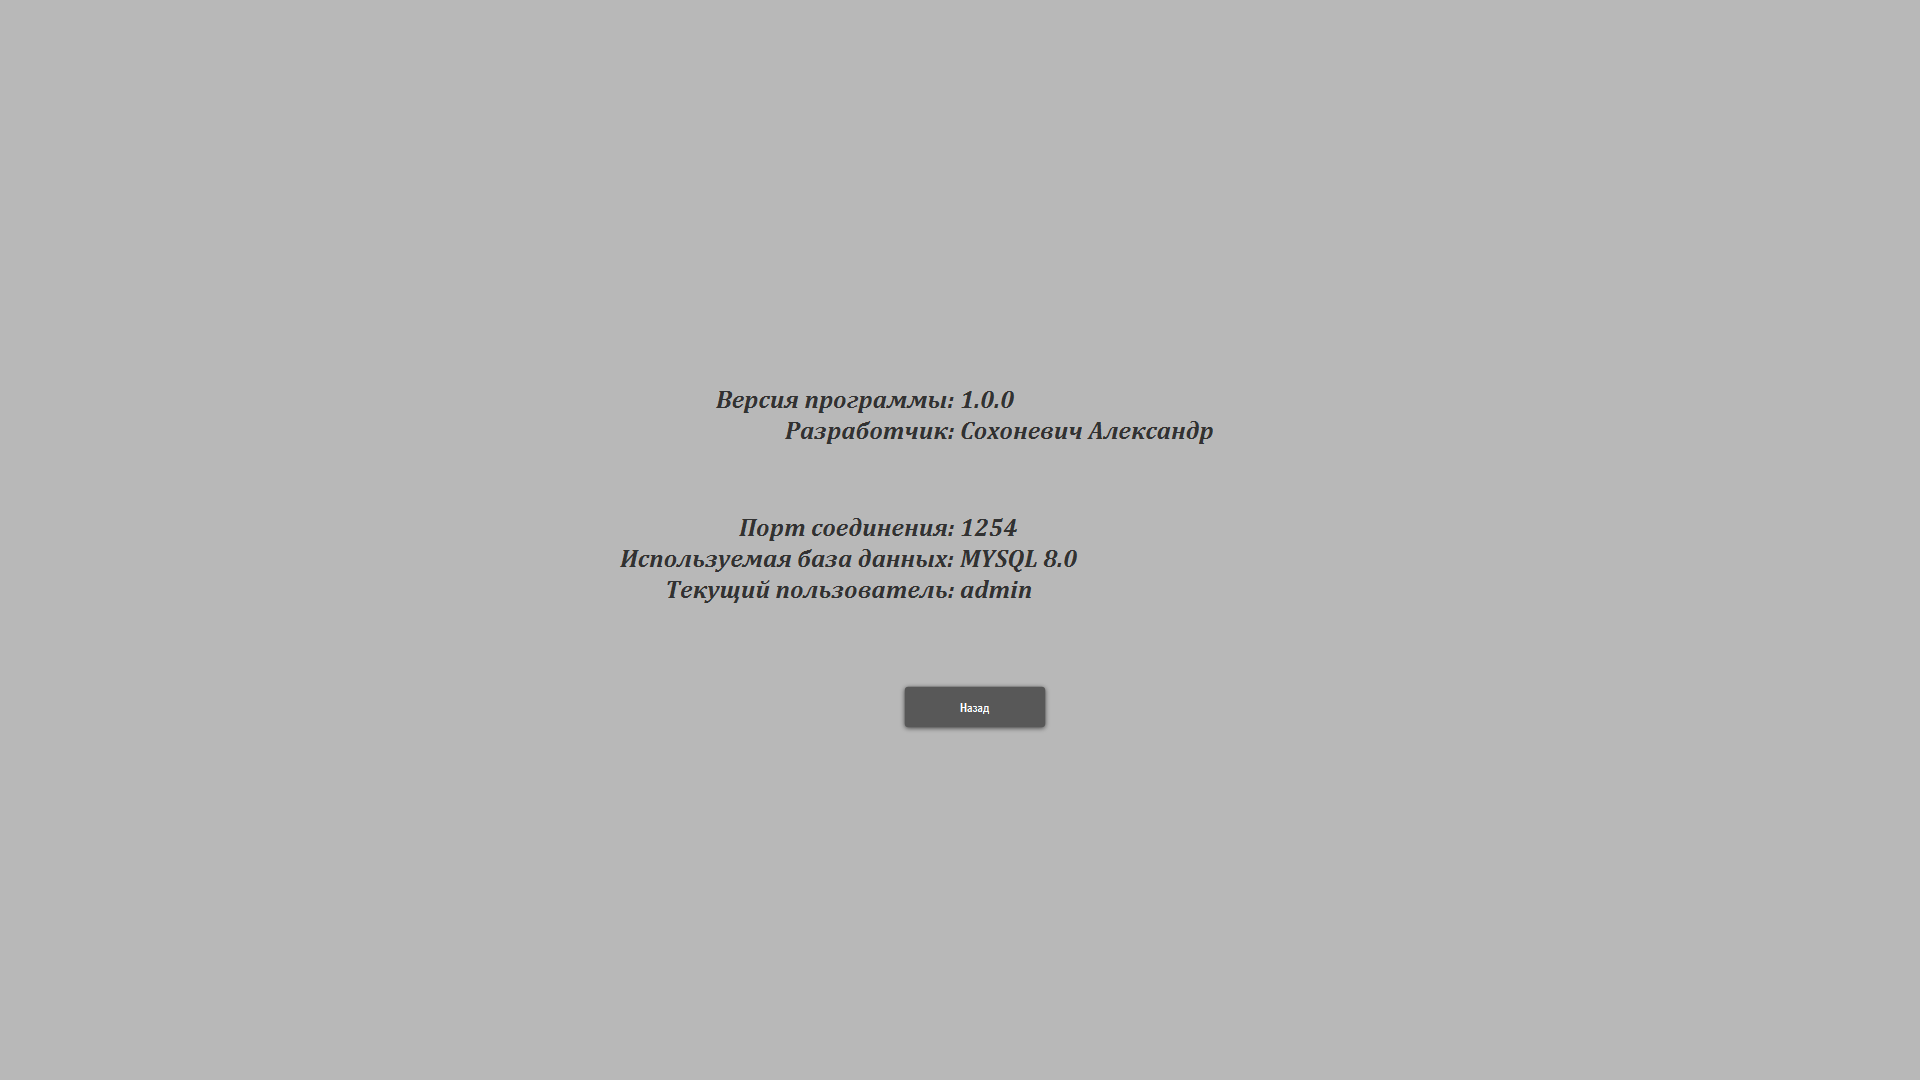 Версия программы: 1.0.0
Разработчик: Сохоневич Александр
Порт соединения: 1254
Используемая база данных: MYSQL 8.0
Текущий пользователь: admin
Назад